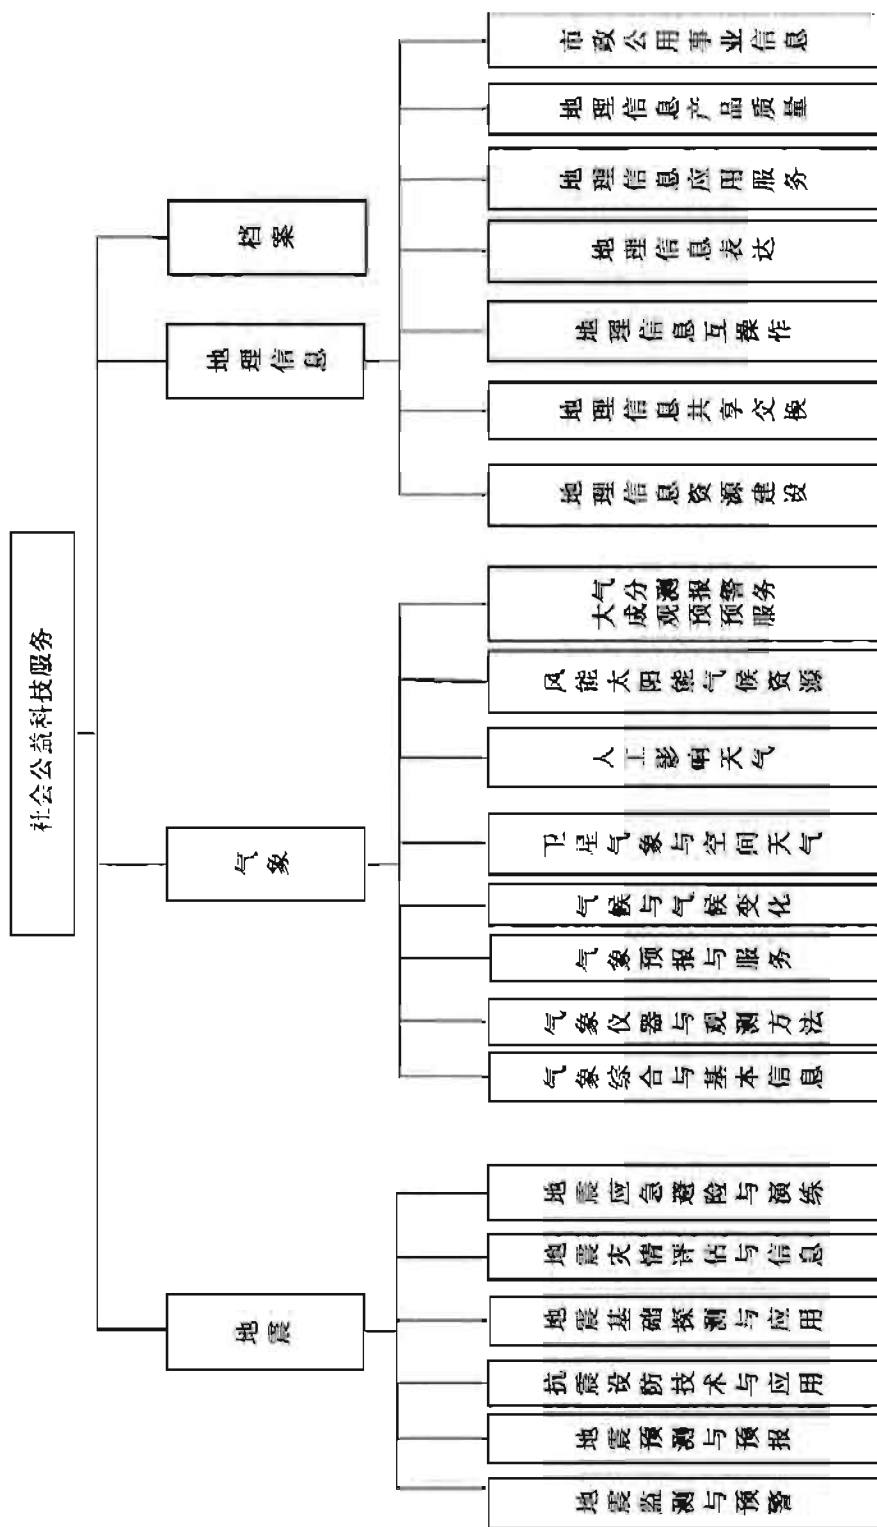 社会公益科技服务
地震
气象
地理信息
档案
地震监测与预警
地震预测与预报
抗震设防技术与应用
地震基础探测与应用
地震灾情评估与信息
地震应急避险与演练
气象综合与基本信息
气象仪器与观测方法
气象预报与服务
气候与气候变化
卫星气象与空间天气
人工影响天气
风能太阳能气候资源
大气成分观测预报预警服务
地理信息资源建设
地理信息共享交换
地理信息互操作
地理信息表达
地理信息应用服务
地理信息产品质量
市政公用事业信息